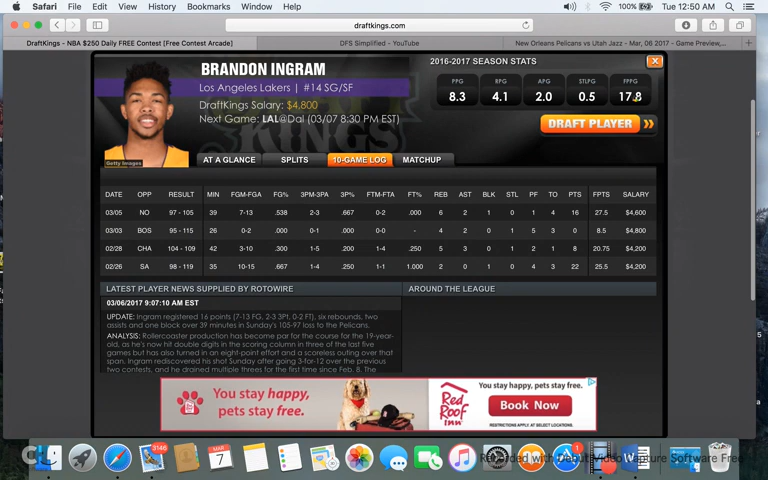 Safari File Edit View History Bookmarks Window Help
100% Tue 12:50 AM
draftkings.com
DraftKings - NBA $250 Daily FREE Contest [Free Contest Arcade]
DFS Simplified - YouTube
New Orleans Pelicans vs Utah Jazz - Mar, 06 2017 - Game Preview,...
BRANDON INGRAM
Los Angeles Lakers | #14 SG/SF
DraftKings Salary: $4,800
Next Game: LAL@Dal (03/07 8:30 PM EST)
Getty Images
2016-2017 SEASON STATS
PPG RPG APG STLPG FPPG
8.3 4.1 2.0 0.5 17.8
DRAFT PLAYER
AT A GLANCE SPLITS 10-GAME LOG MATCHUP
DATE OPP RESULT MIN FGM-FGA FG% 3PM-3PA 3P% FTM-FTA FT% REB AST BLK STL PF TO PTS FPTS SALARY
03/05 NO 97 - 105 39 7-13 .538 2-3 .667 0-2 .000 6 2 1 0 1 4 16 27.5 $4,600
03/03 BOS 95 - 115 26 0-2 .000 0-1 .000 0-0 - 4 2 0 1 5 3 0 8.5 $4,800
02/28 CHA 104 - 109 42 3-10 .300 1-5 .200 1-4 .250 5 3 0 1 2 1 8 20.75 $4,200
02/26 SA 98 - 119 35 10-15 .667 1-4 .250 1-1 1.000 2 0 1 0 4 3 22 25.5 $4,200
LATEST PLAYER NEWS SUPPLIED BY ROTOWIRE
AROUND THE LEAGUE
03/06/2017 9:07:10 AM EST
UPDATE: Ingram registered 16 points (7-13 FG, 2-3 3Pt, 0-2 FT), six rebounds, two
assists and one block over 39 minutes in Sunday's 105-97 loss to the Pelicans.
ANALYSIS: Rollercoaster production has become par for the course for the 19-year-
old, as he's now hit double digits in the scoring column in three of the last five
games but has also turned in an eight-point effort and a scoreless outing over that
span. Ingram rediscovered his shot Sunday after going 3-for-12 over the previous
two contests, and he drained multiple threes for the first time since Feb. 8. The
You stay happy,
pets stay free.
Red
Roof
Inn
You stay happy, pets stay free.
Book Now
RESTRICTIONS APPLY AT SELECT LOCATIONS.
3146
MAR
7
Recorded with Debut Video Capture Software Free